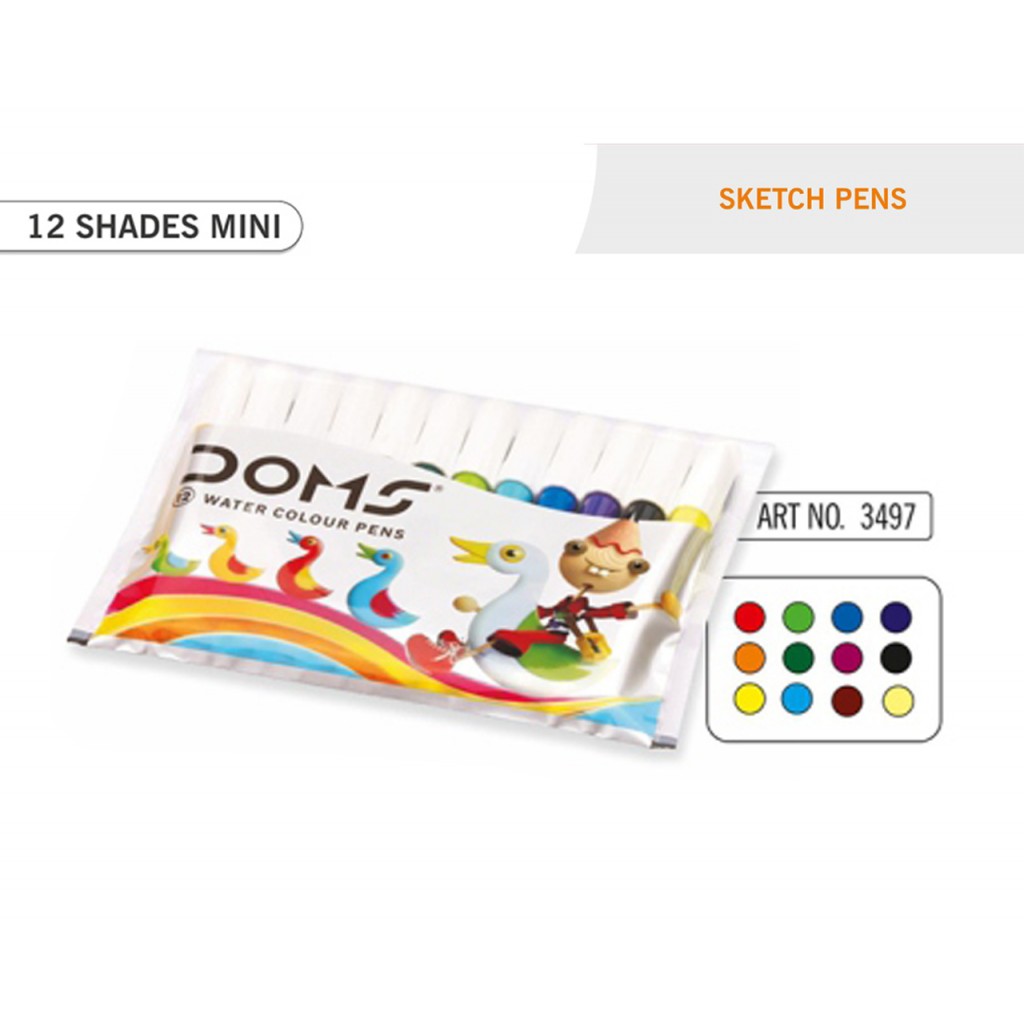 SKETCH PENS
12 SHADES MINI
DOMS®
12 WATER COLOUR PENS
ART NO. 3497